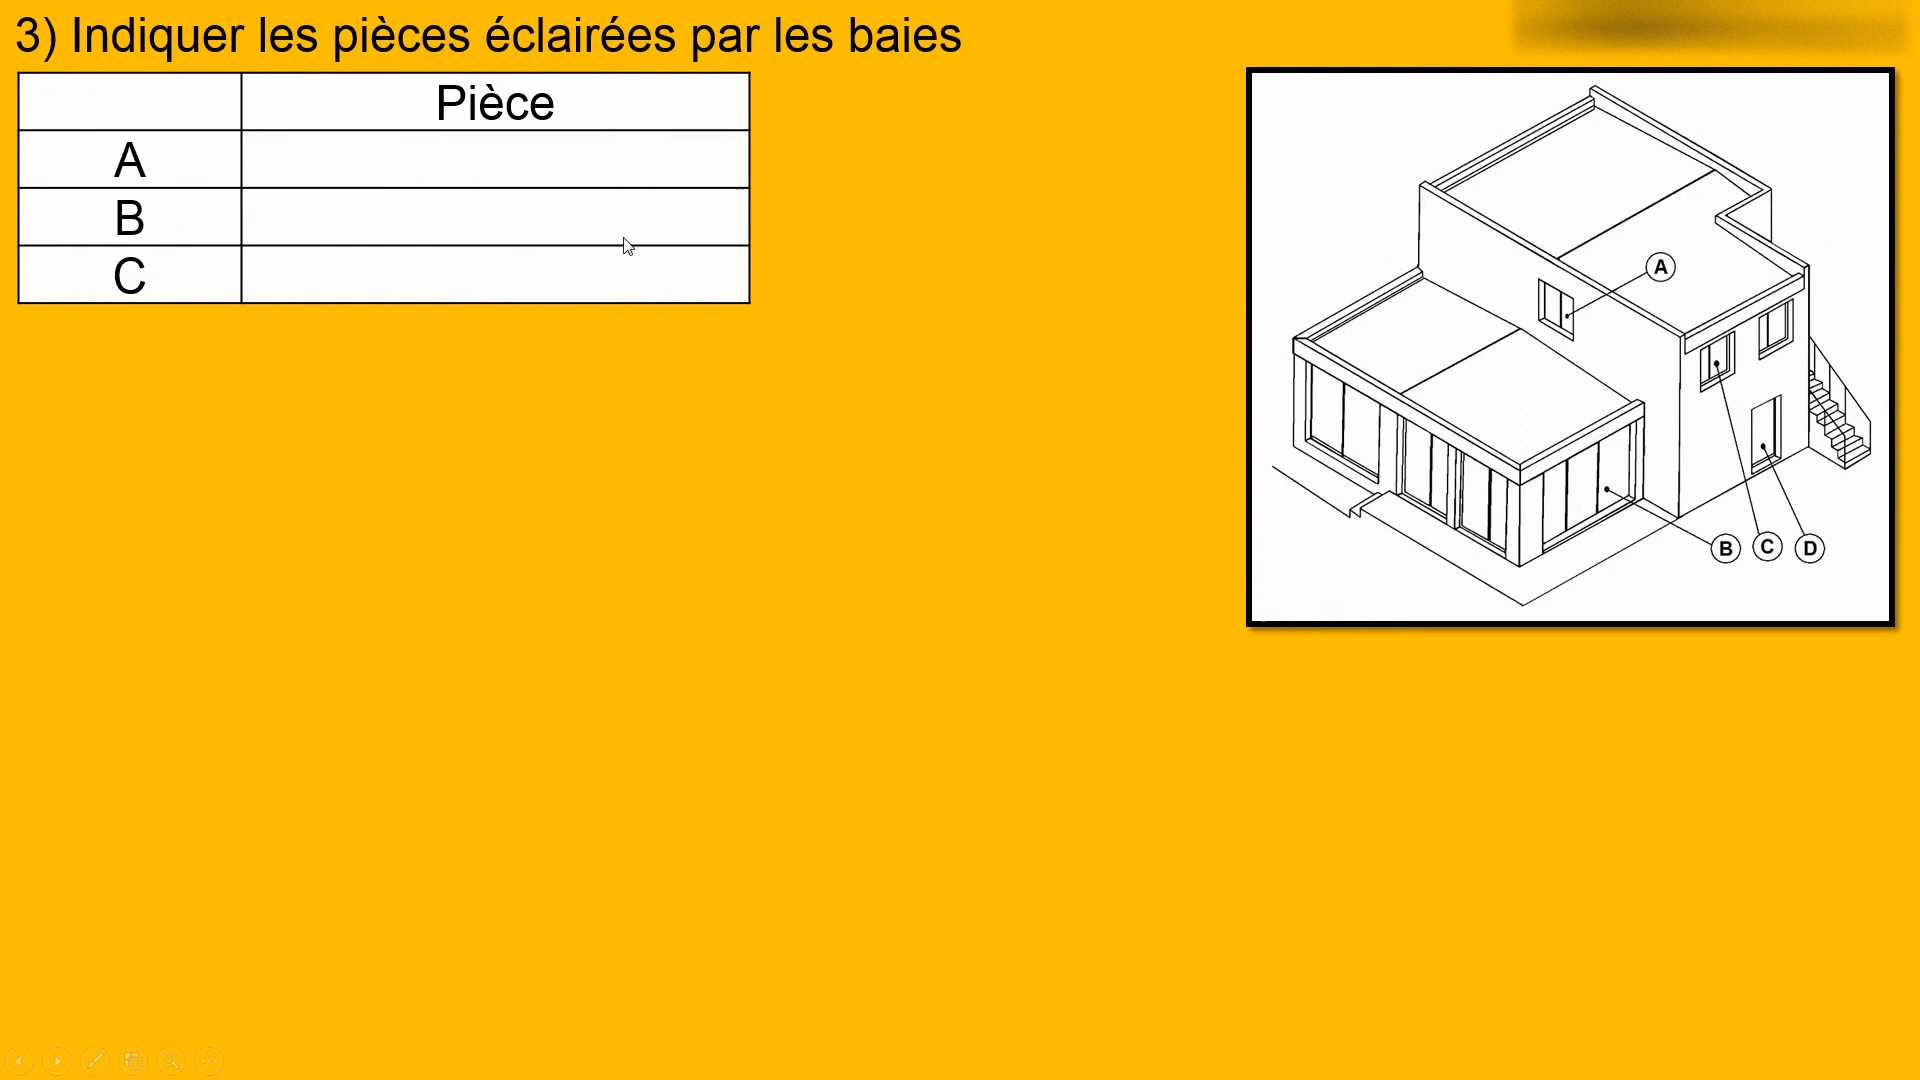 3) Indiquer les pièces éclairées par les baies
Pièce
A
B
C
A
B C D